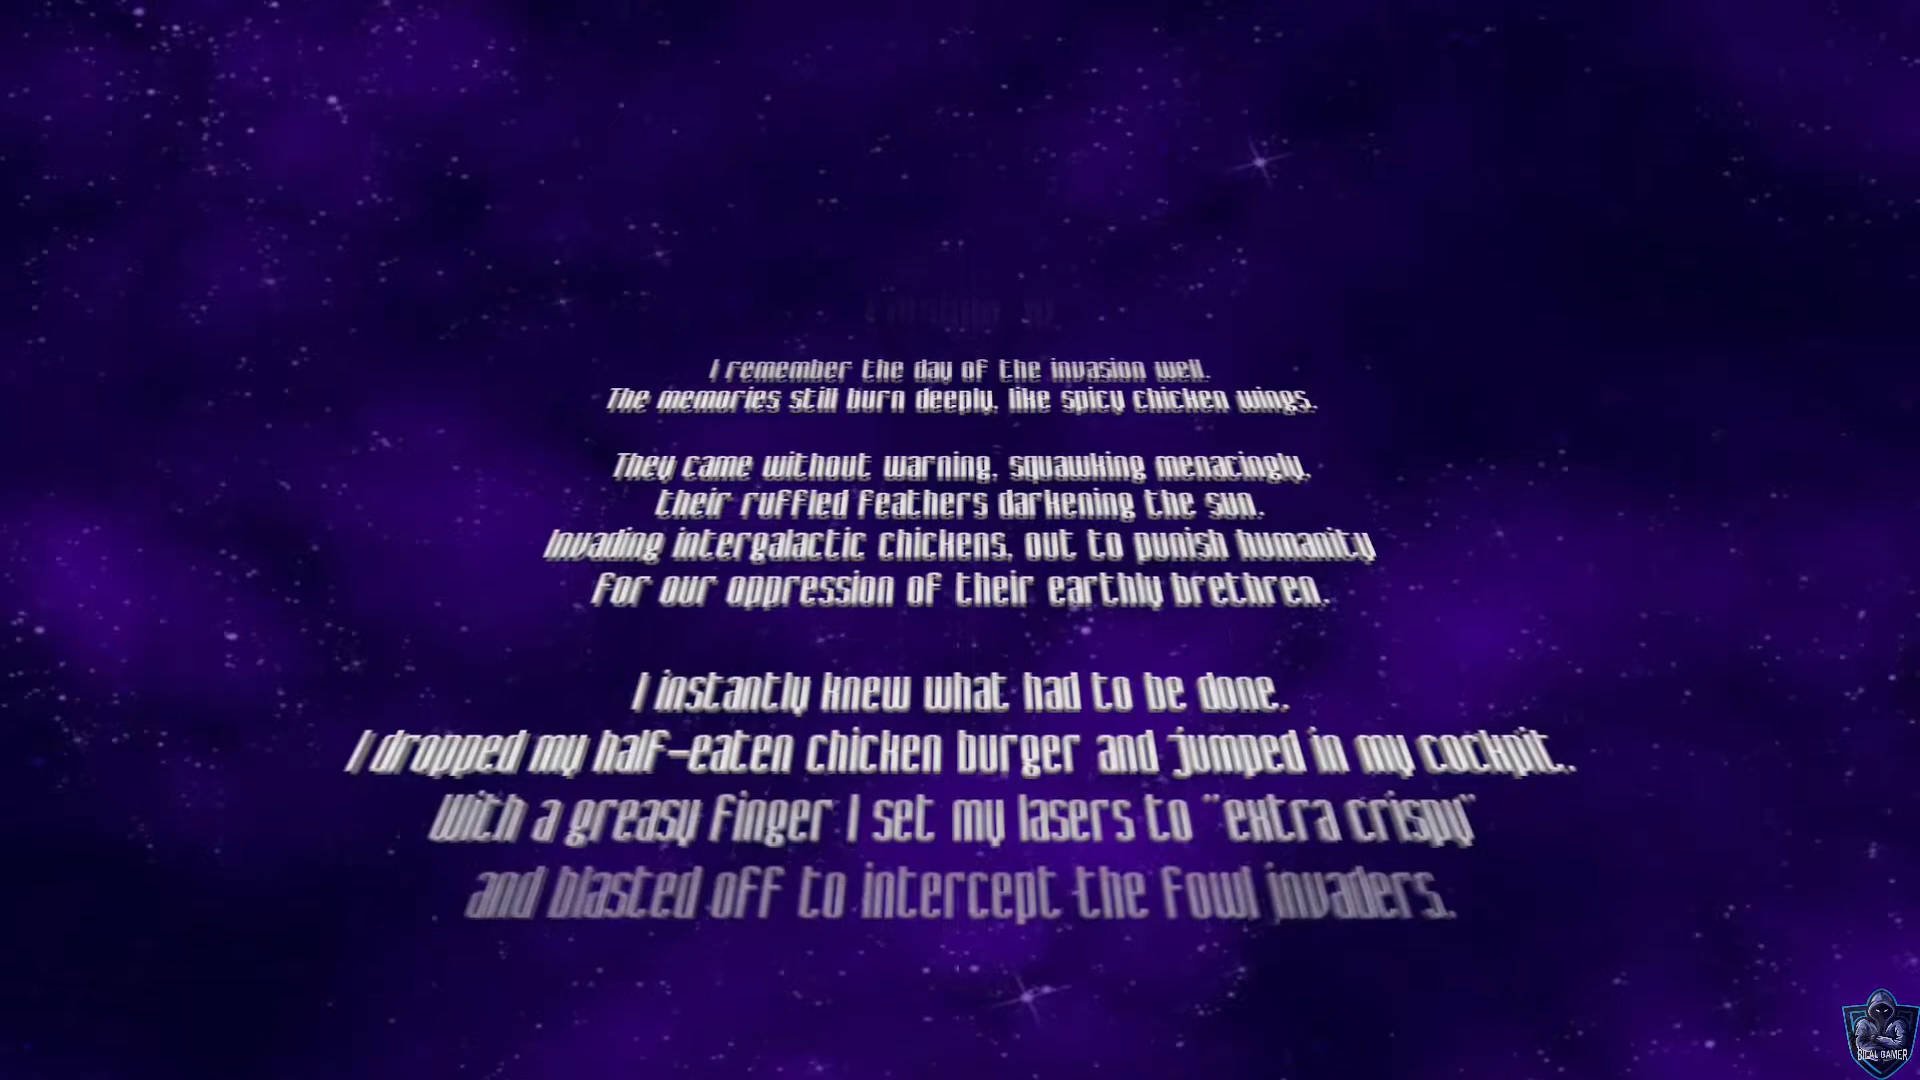 I remember the day of the invasion well.
The memories still burn deeply, like spicy chicken wings.
They came without warning, squawking menacingly,
their ruffled feathers darkening the sun.
Invading intergalactic chickens, out to punish humanity
for our oppression of their earthly brethren.
I instantly knew what had to be done.
I dropped my half-eaten chicken burger and jumped in my cockpit..
With a greasy finger I set my lasers to "extra crispy"
and blasted off to intercept the fowl invaders.
BILAL GAMER